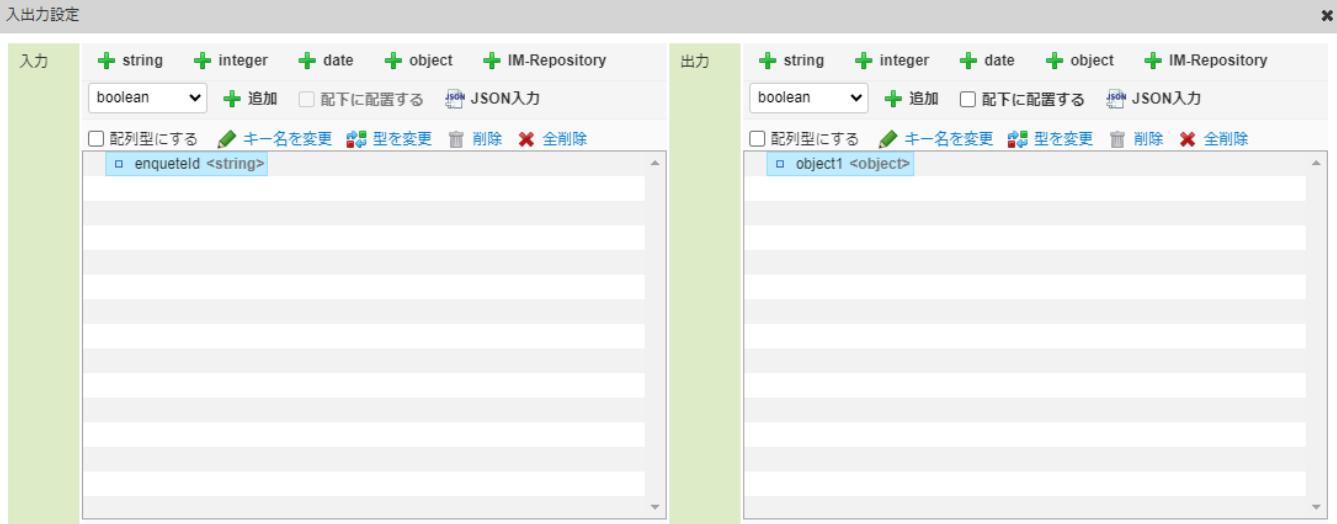 入出力設定
入力
string integer date object IM-Repository
boolean 追加 配下に配置する JSON JSON入力
配列型にする キー名を変更 型を変更 削除 全削除
enqueteId <string>
出力
string integer date object IM-Repository
boolean 追加 配下に配置する JSON JSON入力
配列型にする キー名を変更 型を変更 削除 全削除
object1 <object>